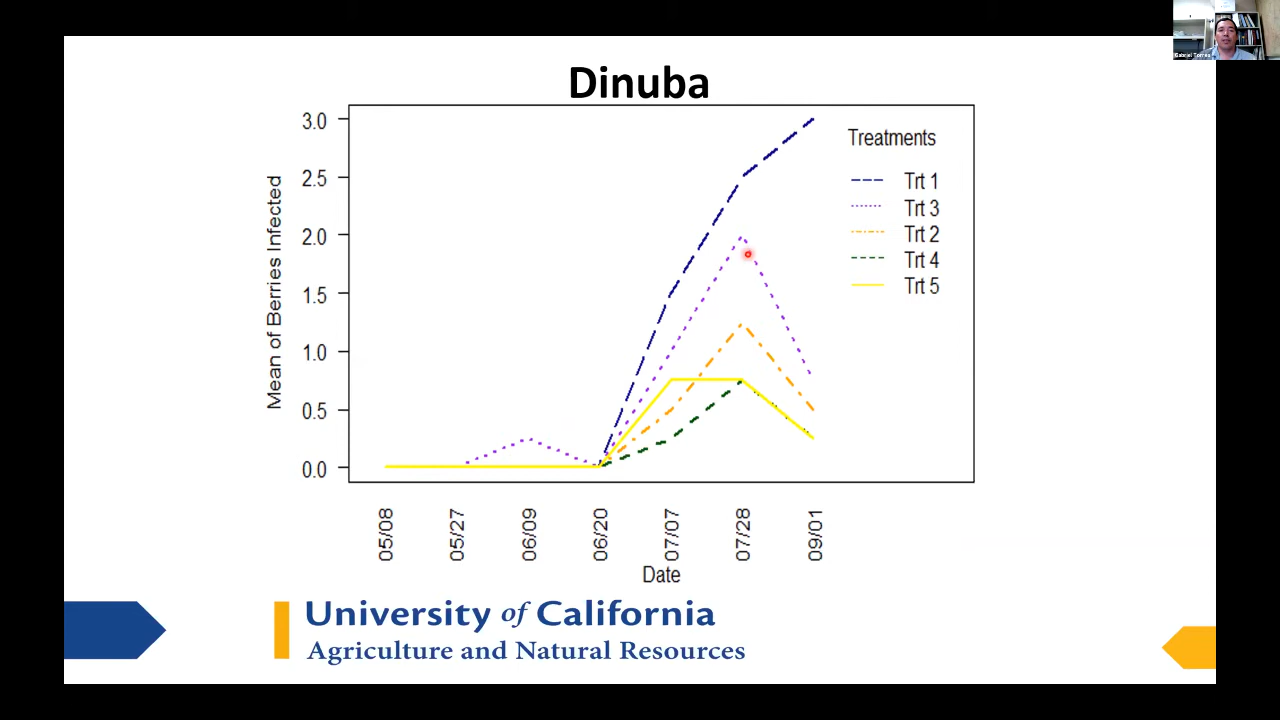 Gabriel Torres
Dinuba
Mean of Berries Infected
3.0
2.5
2.0
1.5
1.0
0.5
0.0
Treatments
Trt 1
Trt 3
Trt 2
Trt 4
Trt 5
05/08
05/27
06/09
06/20
07/07
07/28
09/01
Date
University of California
Agriculture and Natural Resources